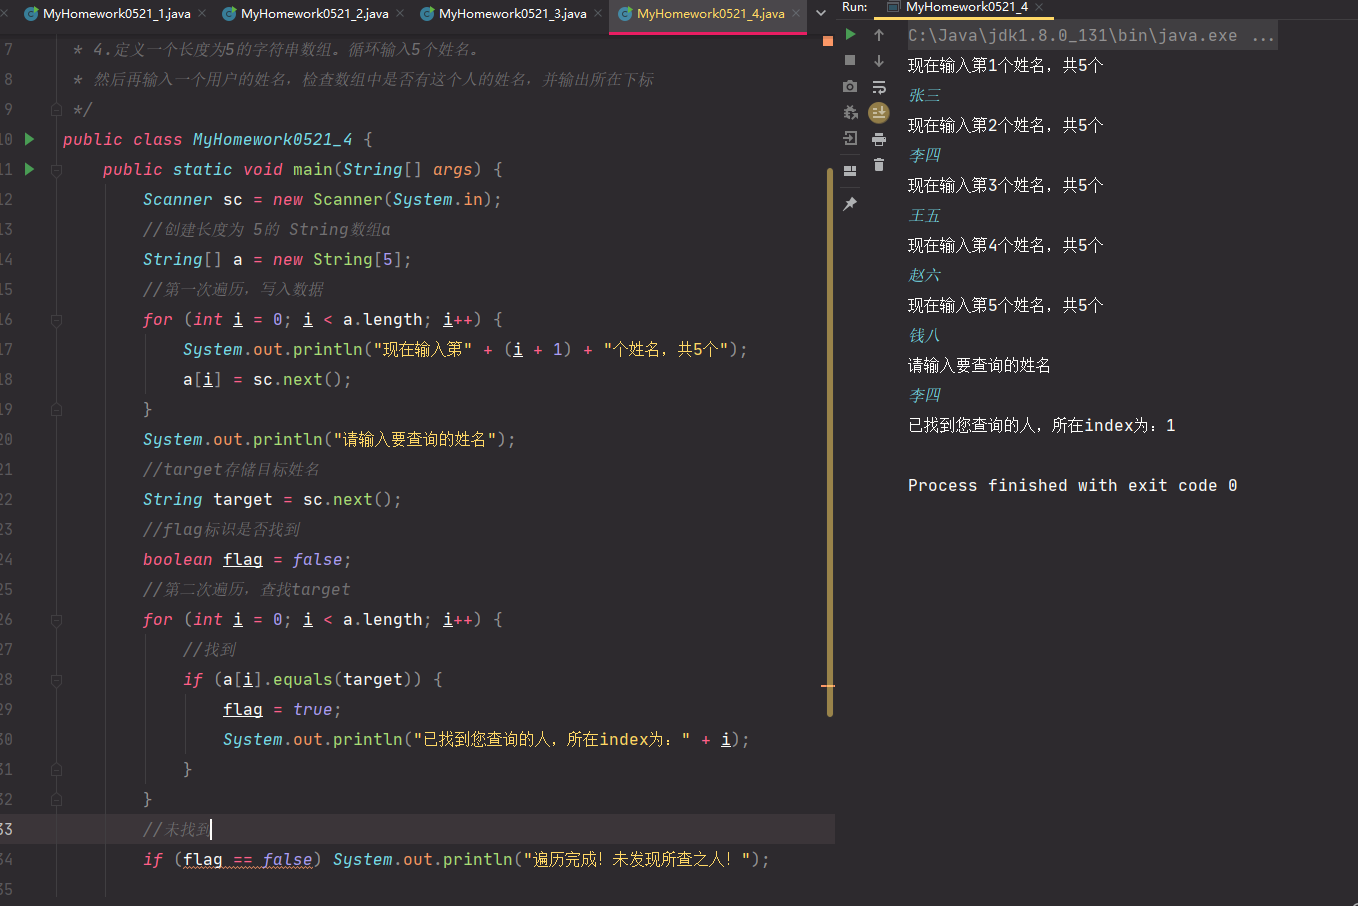 MyHomework0521_1.java MyHomework0521_2.java MyHomework0521_3.java MyHomework0521_4.java
7 * 4.定义一个长度为5的字符串数组。循环输入5个姓名。
8 * 然后再输入一个用户的姓名，检查数组中是否有这个人的姓名，并输出所在下标
9 */
10 public class MyHomework0521_4 {
11 public static void main(String[] args) {
12 Scanner sc = new Scanner(System.in);
13 //创建长度为 5的 String数组a
14 String[] a = new String[5];
15 //第一次遍历，写入数据
16 for (int i = 0; i < a.length; i++) {
17 System.out.println("现在输入第" + (i + 1) + "个姓名，共5个");
18 a[i] = sc.next();
19 }
20 System.out.println("请输入要查询的姓名");
21 //target存储目标姓名
22 String target = sc.next();
23 //flag标识是否找到
24 boolean flag = false;
25 //第二次遍历，查找target
26 for (int i = 0; i < a.length; i++) {
27 //找到
28 if (a[i].equals(target)) {
29 flag = true;
30 System.out.println("已找到您查询的人，所在index为：" + i);
31 }
32 }
33 //未找到
34 if (flag == false) System.out.println("遍历完成！未发现所查之人！");
35
Run: MyHomework0521_4
C:\Java\jdk1.8.0_131\bin\java.exe ...
现在输入第1个姓名，共5个
张三
现在输入第2个姓名，共5个
李四
现在输入第3个姓名，共5个
王五
现在输入第4个姓名，共5个
赵六
现在输入第5个姓名，共5个
钱八
请输入要查询的姓名
李四
已找到您查询的人，所在index为：1
Process finished with exit code 0